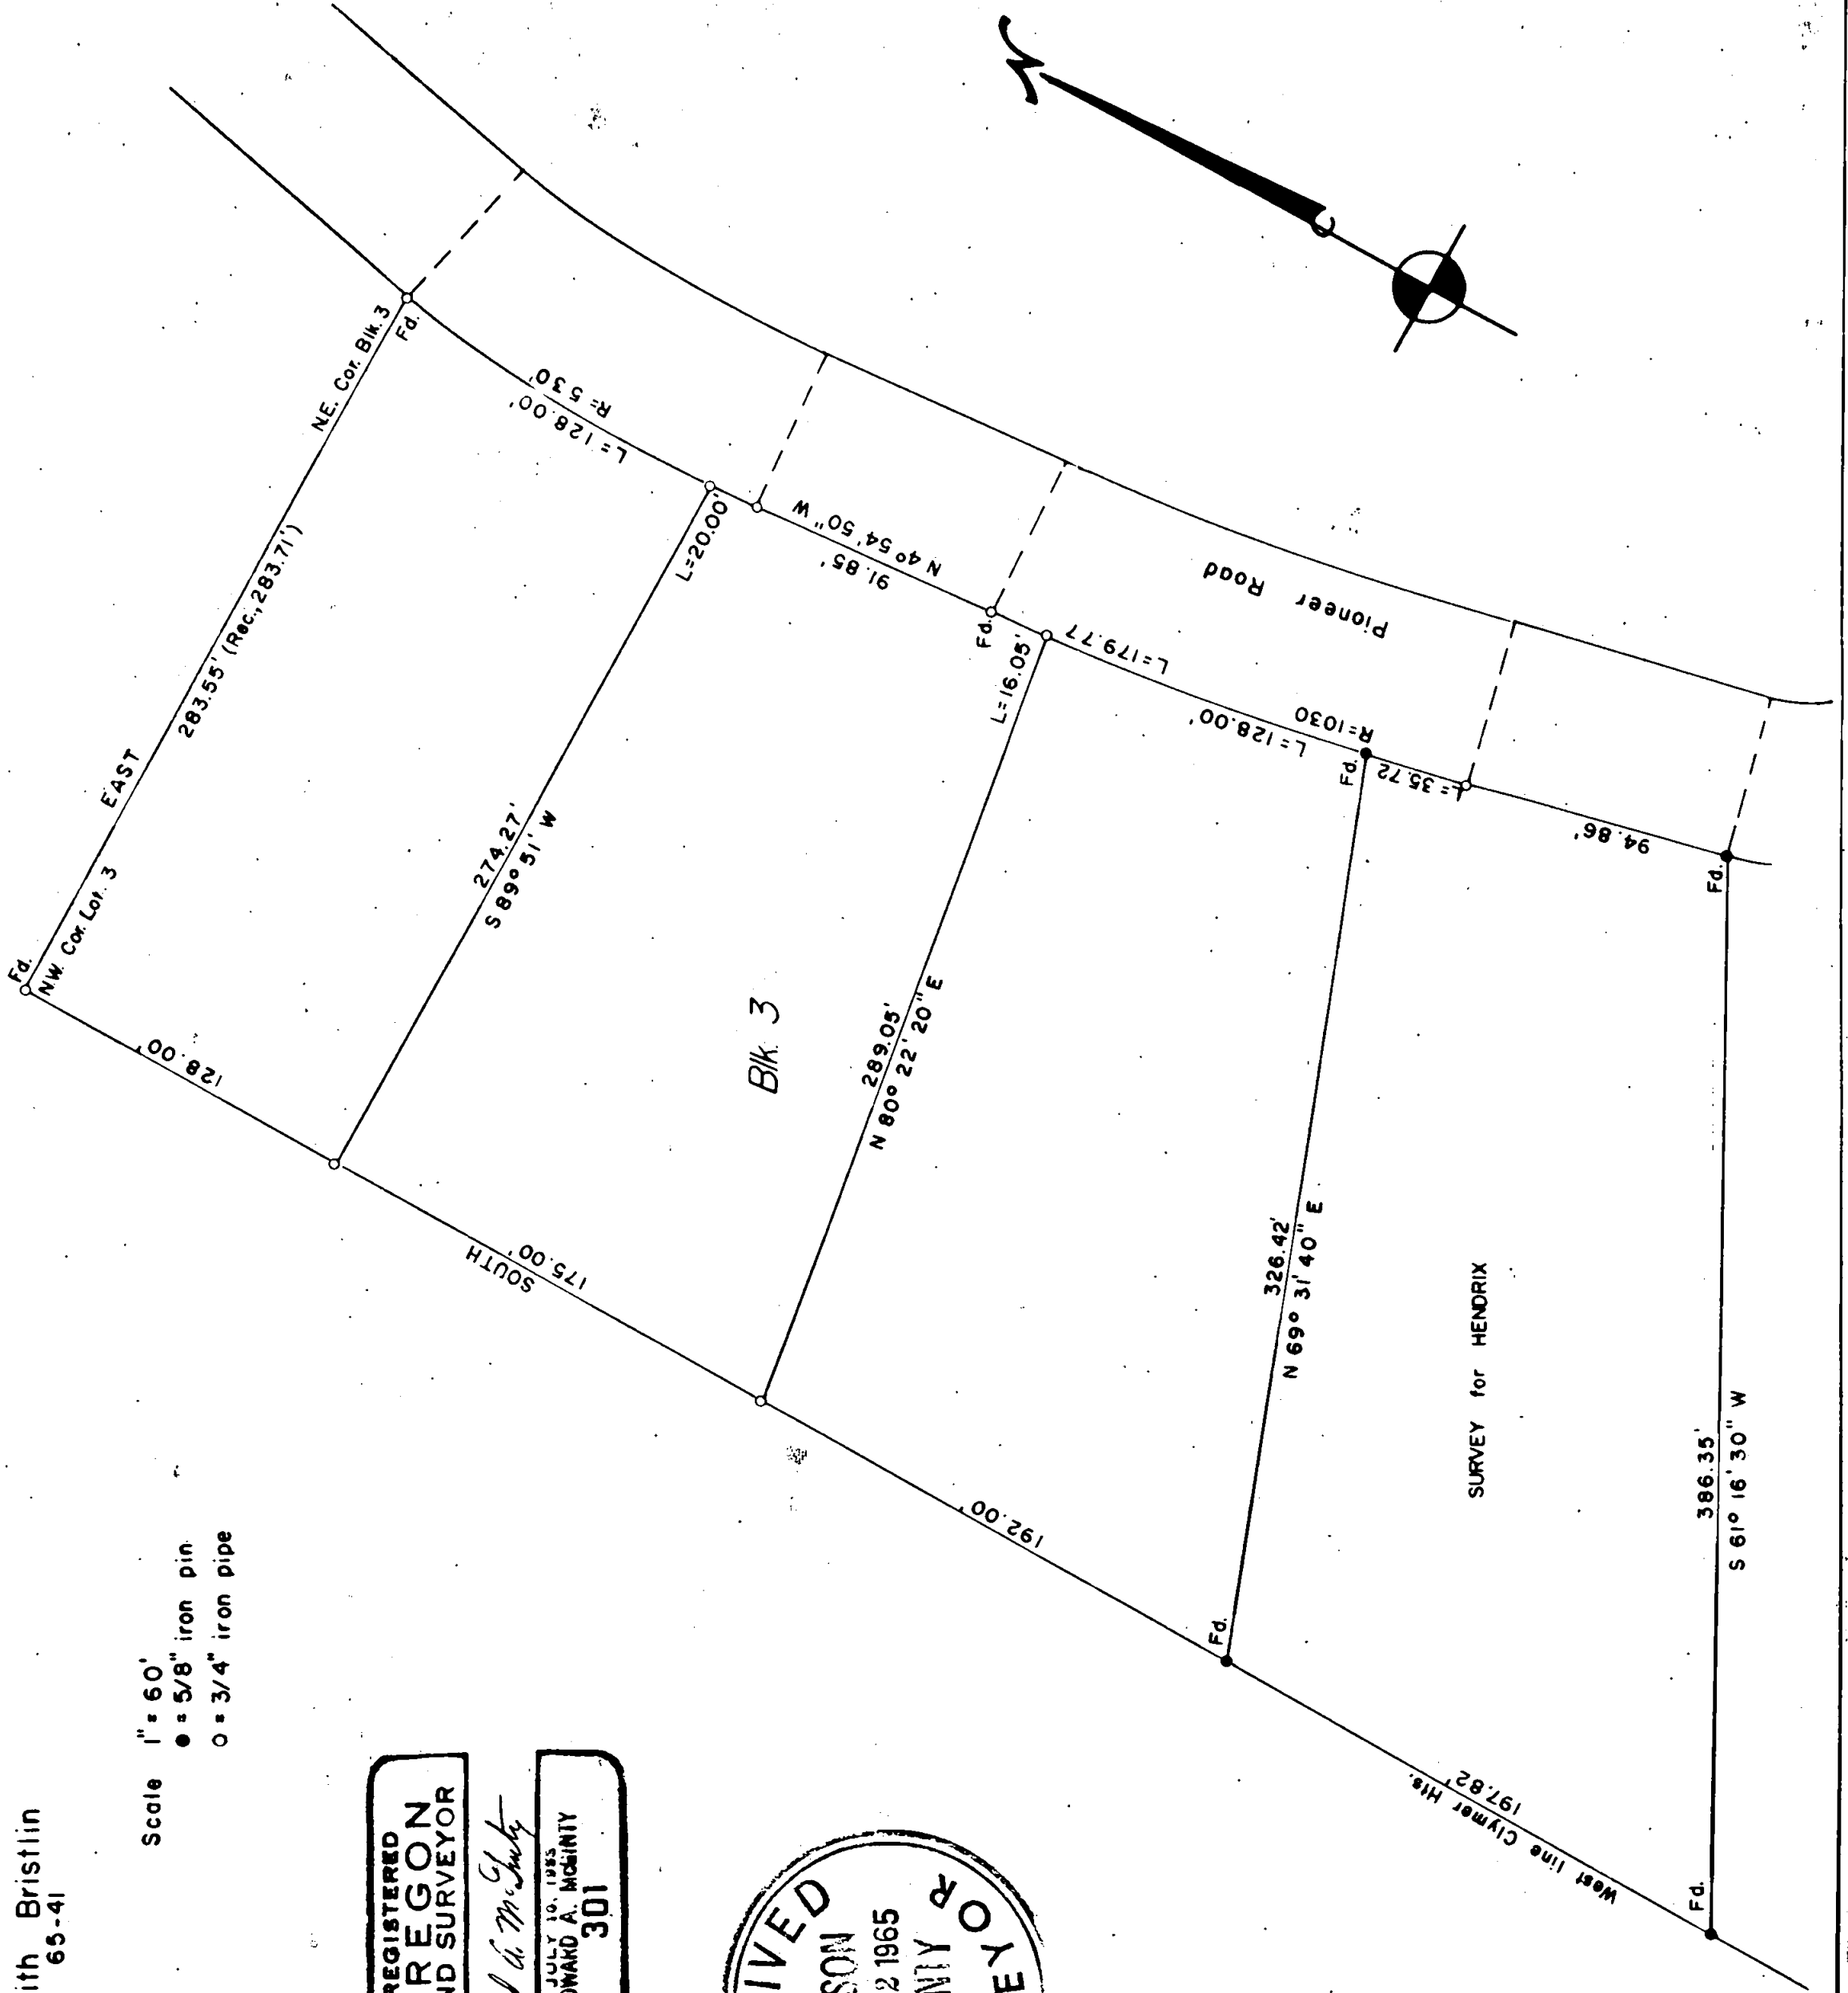 ith Bristlin
65-41
Scale 1" = 60'
● = 5/8" iron pin
○ = 3/4" iron pipe
REGISTERED
REGON
ND SURVEYOR
JULY 10, 1955
OWARD A. McGINTY
301
IVED
SON
2 1965
NTY
EYOR
Fd.
NW. Cor. Lot. 3
EAST
283.55' (Rec., 283.71')
N.E. Cor. Blk. 3
Fd.
128.00'
L=128.00'
R=530'
274.27'
S 89° 51' W
L=20.00'
N 4° 54' 50" W
91.85'
Blk. 3
SOUTH
175.00'
Fd.
L=16.05'
289.05'
N 80° 22' 20" E
L=179.77
Pioneer Road
L=128.00'
R=1030
192.00'
Fd.
326.42'
N 69° 31' 40" E
Fd.
L=35.72
94.86'
SURVEY for HENDRIX
West line Clymer Hts.
197.82'
Fd.
386.35'
S 61° 16' 30" W
Fd.
N